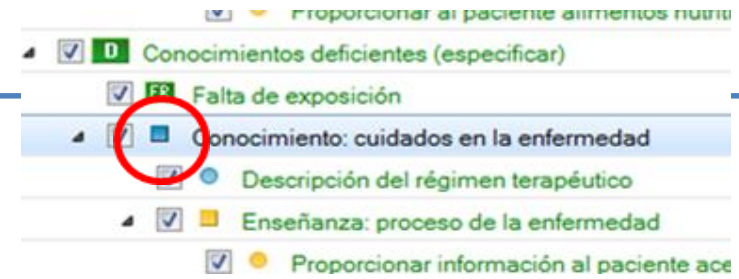 Proporcionar al paciente alimentos nutriti
D Conocimientos deficientes (especificar)
FR Falta de exposición
Conocimiento: cuidados en la enfermedad
Descripción del régimen terapéutico
Enseñanza: proceso de la enfermedad
Proporcionar información al paciente ace